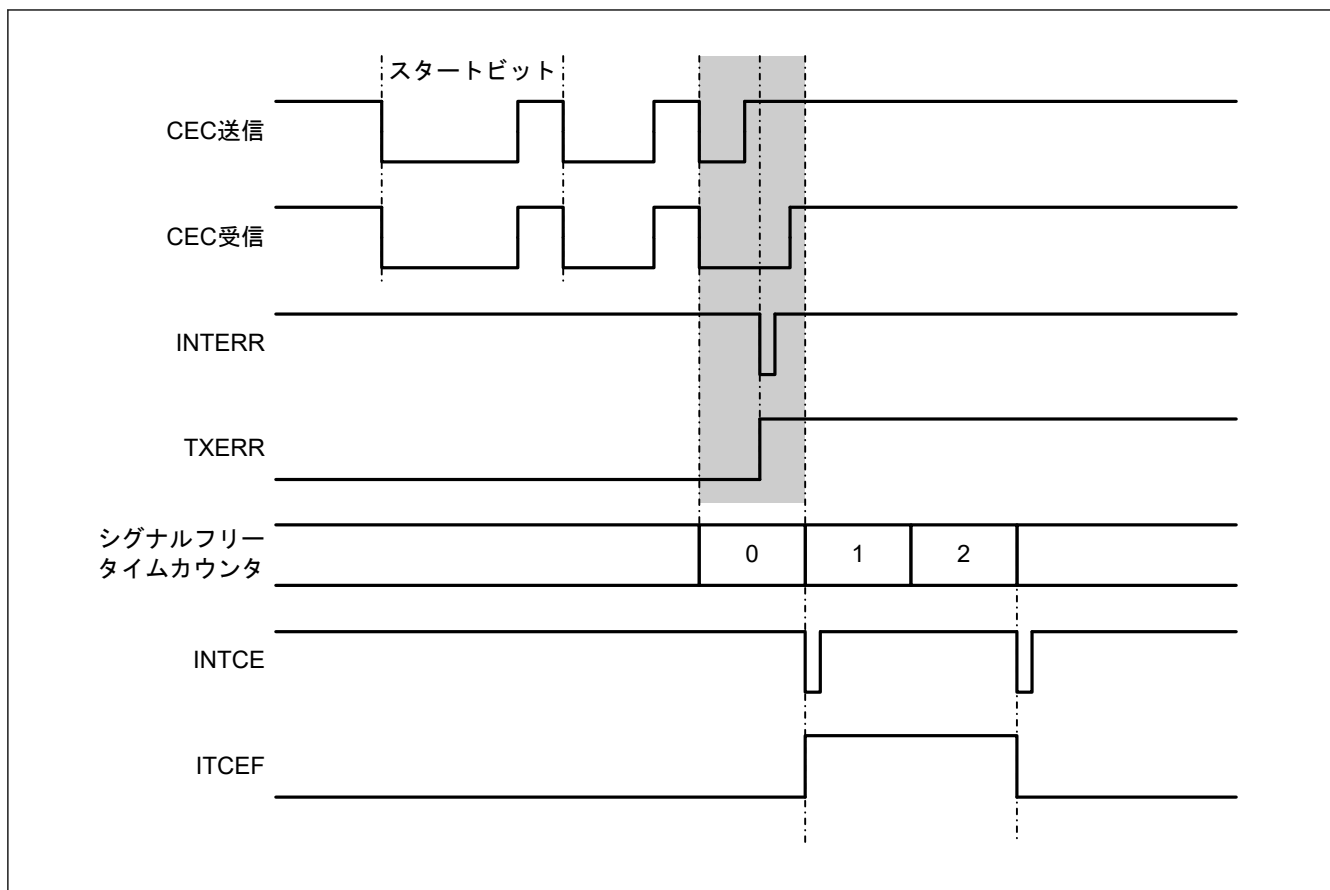 スタートビット
CEC送信
CEC受信
INTERR
TXERR
シグナルフリー
タイムカウンタ
0
1
2
INTCE
ITCEF